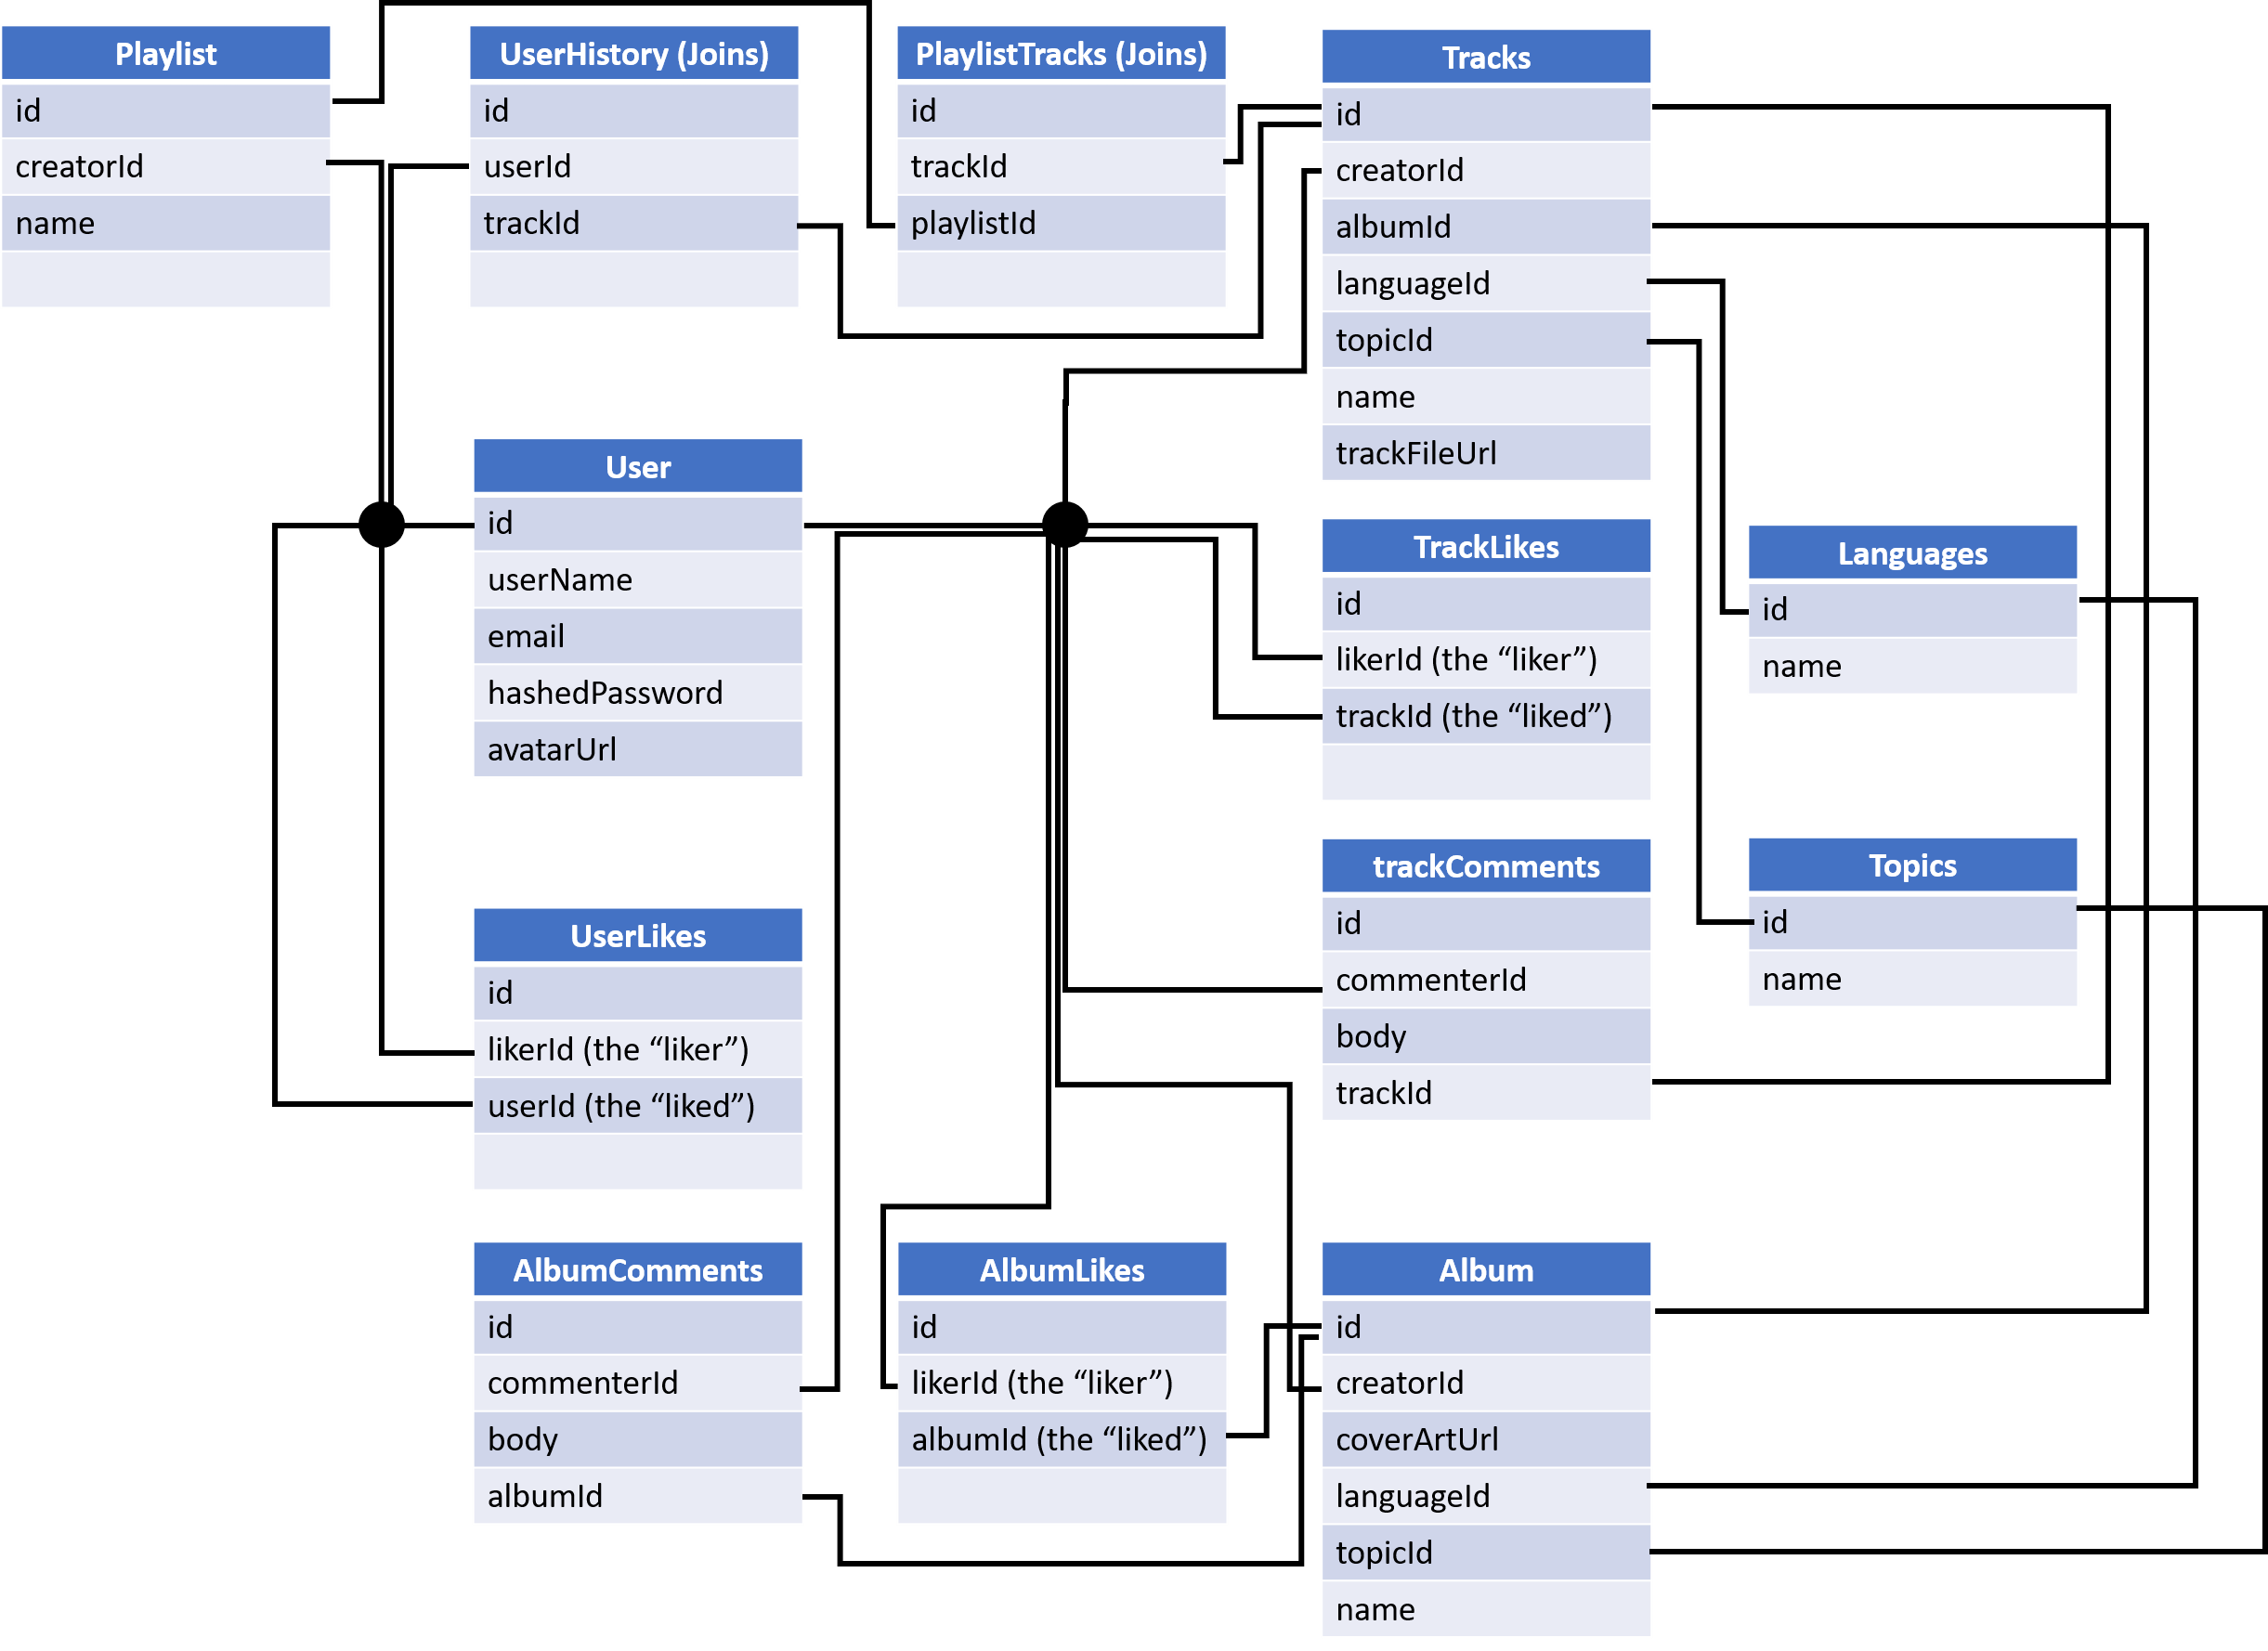 Playlist
id
creatorId
name
UserHistory (Joins)
id
userId
trackId
PlaylistTracks (Joins)
id
trackId
playlistId
Tracks
id
creatorId
albumId
languageId
topicId
name
trackFileUrl
User
id
userName
email
hashedPassword
avatarUrl
TrackLikes
id
likerId (the “liker”)
trackId (the “liked”)
Languages
id
name
trackComments
id
commenterId
body
trackId
Topics
id
name
UserLikes
id
likerId (the “liker”)
userId (the “liked”)
AlbumComments
id
commenterId
body
albumId
AlbumLikes
id
likerId (the “liker”)
albumId (the “liked”)
Album
id
creatorId
coverArtUrl
languageId
topicId
name